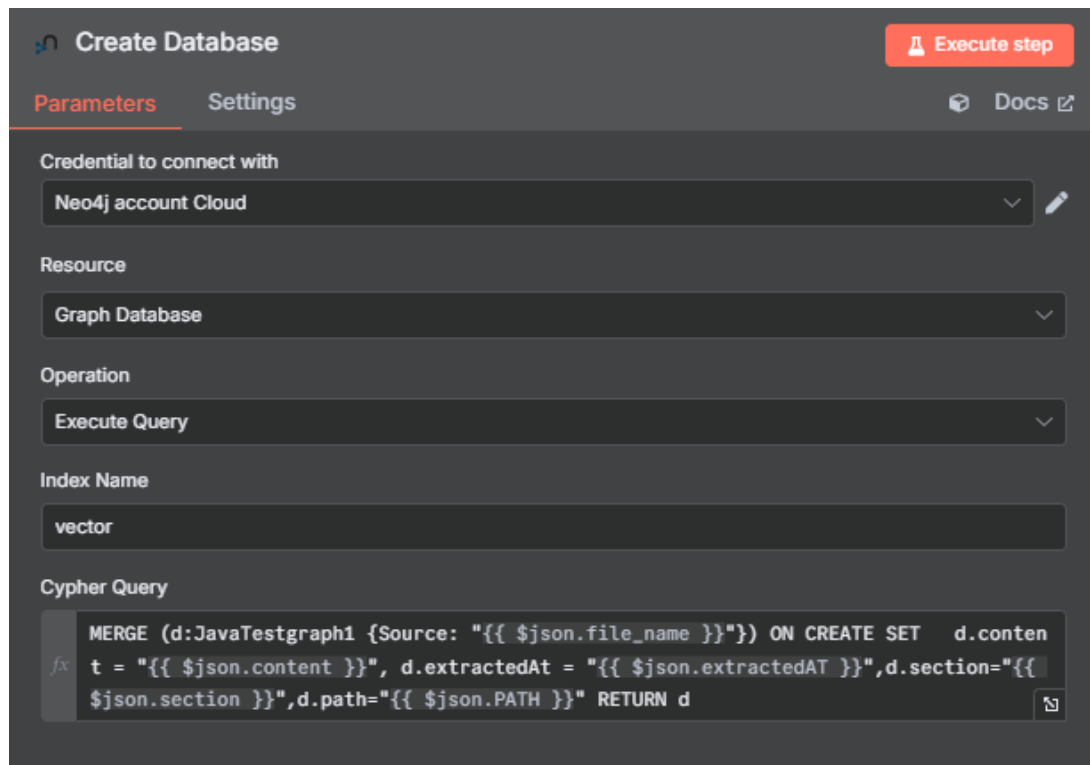 Create Database
Execute step
Parameters
Settings
Docs
Credential to connect with
Neo4j account Cloud
Resource
Graph Database
Operation
Execute Query
Index Name
vector
Cypher Query
fx
MERGE (d:JavaTestgraph1 {Source: "{{ $json.file_name }}"}) ON CREATE SET   d.conten
t = "{{ $json.content }}", d.extractedAt = "{{ $json.extractedAT }}",d.section="{{
$json.section }}",d.path="{{ $json.PATH }}" RETURN d